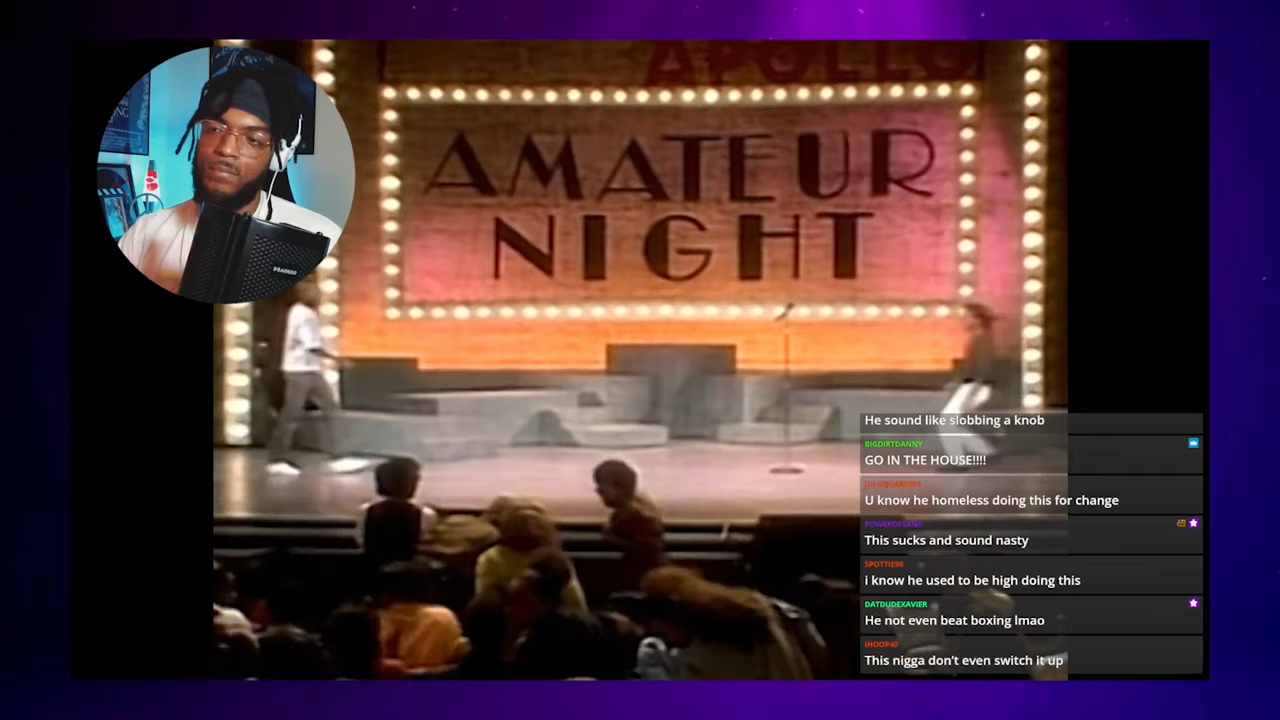 APOLLO
AMATEUR
NIGHT
He sound like slobbing a knob
BIGDIRTDANNY
GO IN THE HOUSE!!!!
U know he homeless doing this for change
This sucks and sound nasty
SPOTTIE99
i know he used to be high doing this
DATDUDEXAVIER
He not even beat boxing lmao
IHOOP40
This nigga don't even switch it up